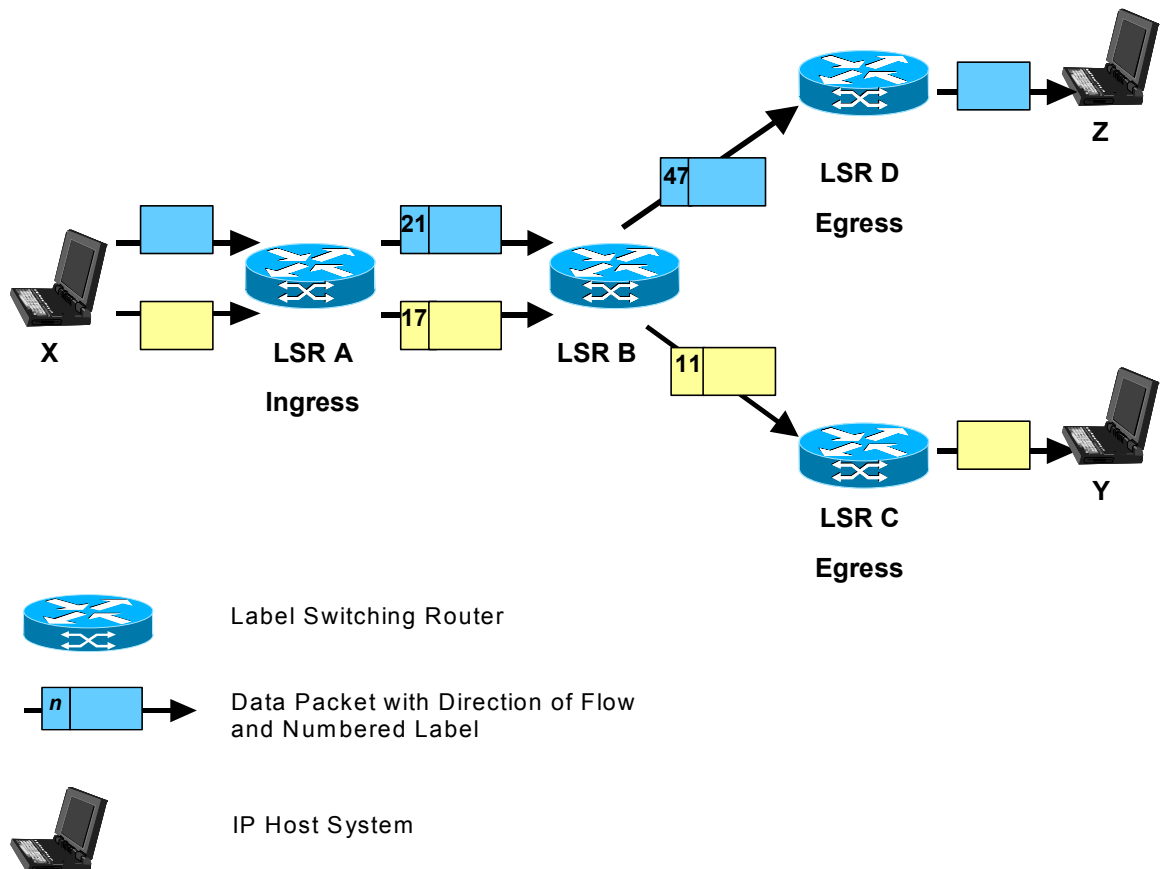 Z
47
LSR D
Egress
21
17
X
LSR A
Ingress
LSR B
11
LSR C
Egress
Y
Label Switching Router
n
Data Packet with Direction of Flow
and Numbered Label
IP Host System